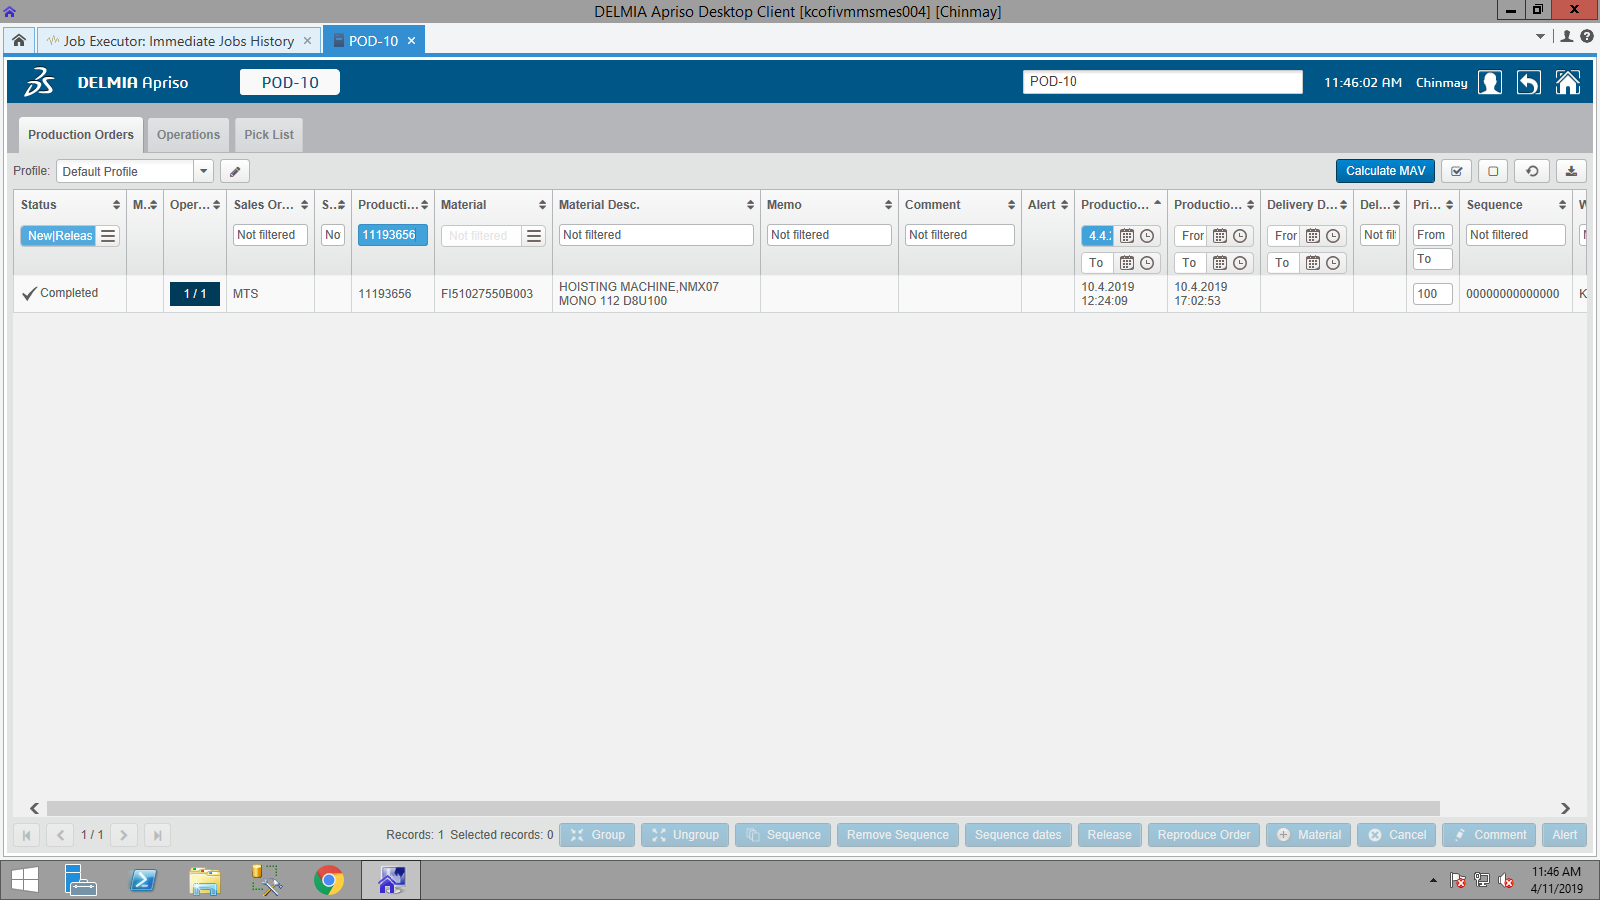 DELMIA Apriso Desktop Client [kcofivmmsmes004] [Chinmay]
Job Executor: Immediate Jobs History
POD-10
DELMIA Apriso
POD-10
POD-10
11:46:02 AM
Chinmay
Production Orders
Operations
Pick List
Profile:
Default Profile
Calculate MAV
Status
M...
Oper...
Sales Or...
S...
Producti...
Material
Material Desc.
Memo
Comment
Alert
Productio...
Productio...
Delivery D...
Del...
Pri...
Sequence
W
New|Releas
Not filtered
No
11193656
Not filtered
Not filtered
Not filtered
Not filtered
4.4.
Fror
Fror
Not filt
From
Not filtered
To
To
To
To
Completed
1 / 1
MTS
11193656
FI51027550B003
HOISTING MACHINE,NMX07
MONO 112 D8U100
10.4.2019
12:24:09
10.4.2019
17:02:53
100
00000000000000
K
1 / 1
Records: 1 Selected records: 0
Group
Ungroup
Sequence
Remove Sequence
Sequence dates
Release
Reproduce Order
Material
Cancel
Comment
Alert
11:46 AM
4/11/2019